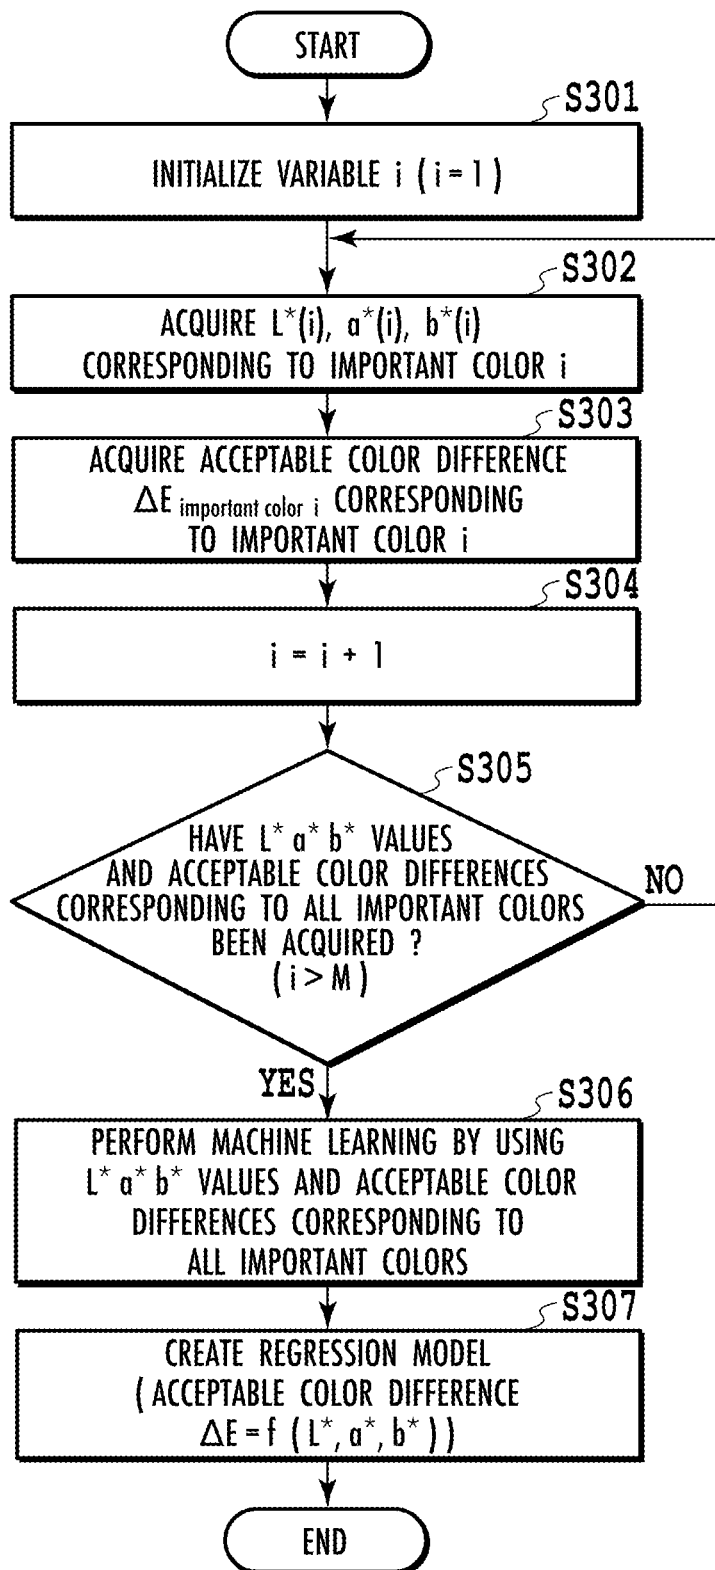 START
S301
INITIALIZE VARIABLE i ( i = 1 )
S302
ACQUIRE L*(i), a*(i), b*(i)
CORRESPONDING TO IMPORTANT COLOR i
S303
ACQUIRE ACCEPTABLE COLOR DIFFERENCE
ΔE important color i CORRESPONDING
TO IMPORTANT COLOR i
S304
i = i + 1
S305
HAVE L* a* b* VALUES
AND ACCEPTABLE COLOR DIFFERENCES
CORRESPONDING TO ALL IMPORTANT COLORS
BEEN ACQUIRED ?
( i > M )
NO
YES
S306
PERFORM MACHINE LEARNING BY USING
L* a* b* VALUES AND ACCEPTABLE COLOR
DIFFERENCES CORRESPONDING TO
ALL IMPORTANT COLORS
S307
CREATE REGRESSION MODEL
( ACCEPTABLE COLOR DIFFERENCE
ΔE = f ( L*, a*, b* ) )
END